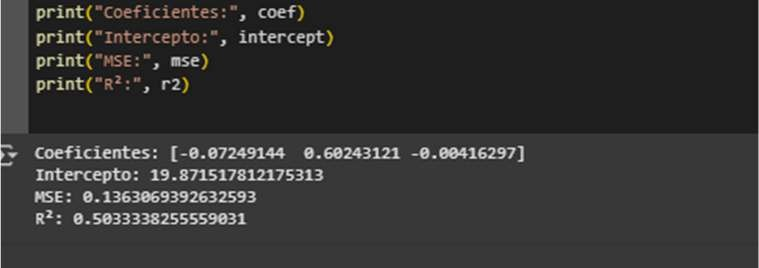 print("Coeficientes:", coef)
print("Intercepto:", intercept)
print("MSE:", mse)
print("R²:", r2)
Coeficientes: [-0.07249144  0.60243121 -0.00416297]
Intercepto: 19.871517812175313
MSE: 0.1363069392632593
R²: 0.5033338255559031